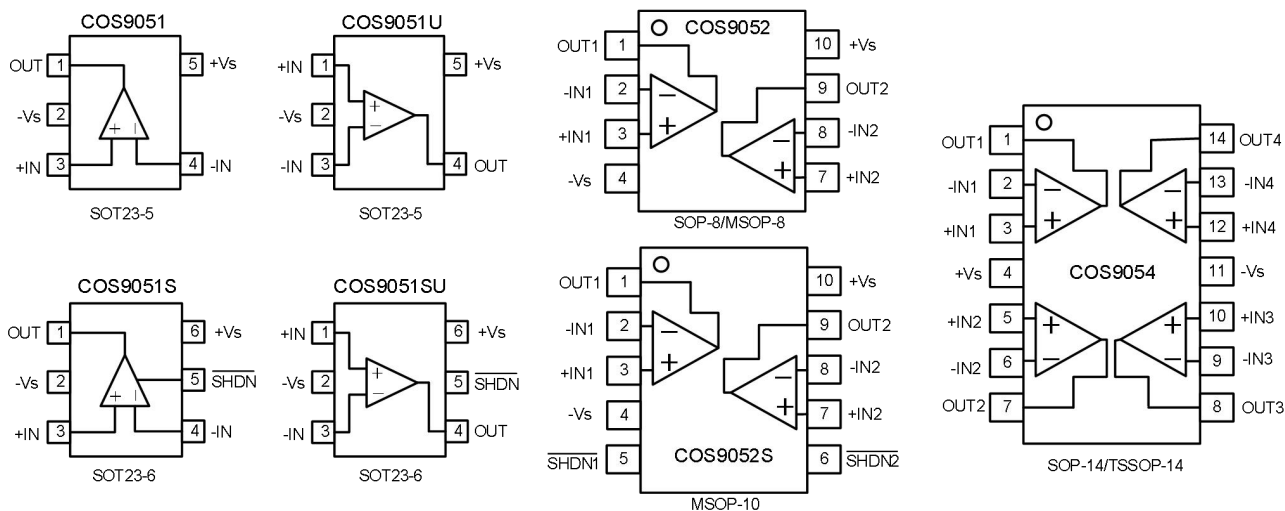 COS9051
OUT 1 5 +Vs
-Vs 2
+IN 3 4 -IN
+ −
SOT23-5
COS9051U
+IN 1 5 +Vs
-Vs 2
-IN 3 4 OUT
+
−
SOT23-5
COS9051S
OUT 1 6 +Vs
-Vs 2 5 SHDN
+IN 3 4 -IN
+ −
SOT23-6
COS9051SU
+IN 1 6 +Vs
-Vs 2 5 SHDN
-IN 3 4 OUT
+
−
SOT23-6
COS9052
OUT1 1 10 +Vs
-IN1 2 − 9 OUT2
+IN1 3 + − 8 -IN2
-Vs 4 + 7 +IN2
SOP-8/MSOP-8
OUT1 1 10 +Vs
-IN1 2 − 9 OUT2
+IN1 3 + − 8 -IN2
-Vs 4 + 7 +IN2
SHDN1 5 COS9052S 6 SHDN2
MSOP-10
OUT1 1 14 OUT4
-IN1 2 − − 13 -IN4
+IN1 3 + + 12 +IN4
+Vs 4 COS9054 11 -Vs
+IN2 5 + + 10 +IN3
-IN2 6 − − 9 -IN3
OUT2 7 8 OUT3
SOP-14/TSSOP-14